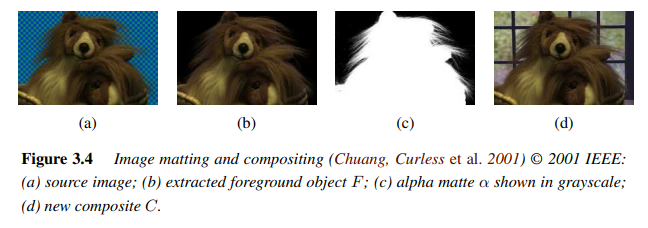 (a) (b) (c) (d)
Figure 3.4 Image matting and compositing (Chuang, Curless et al. 2001) © 2001 IEEE:
(a) source image; (b) extracted foreground object F; (c) alpha matte α shown in grayscale;
(d) new composite C.